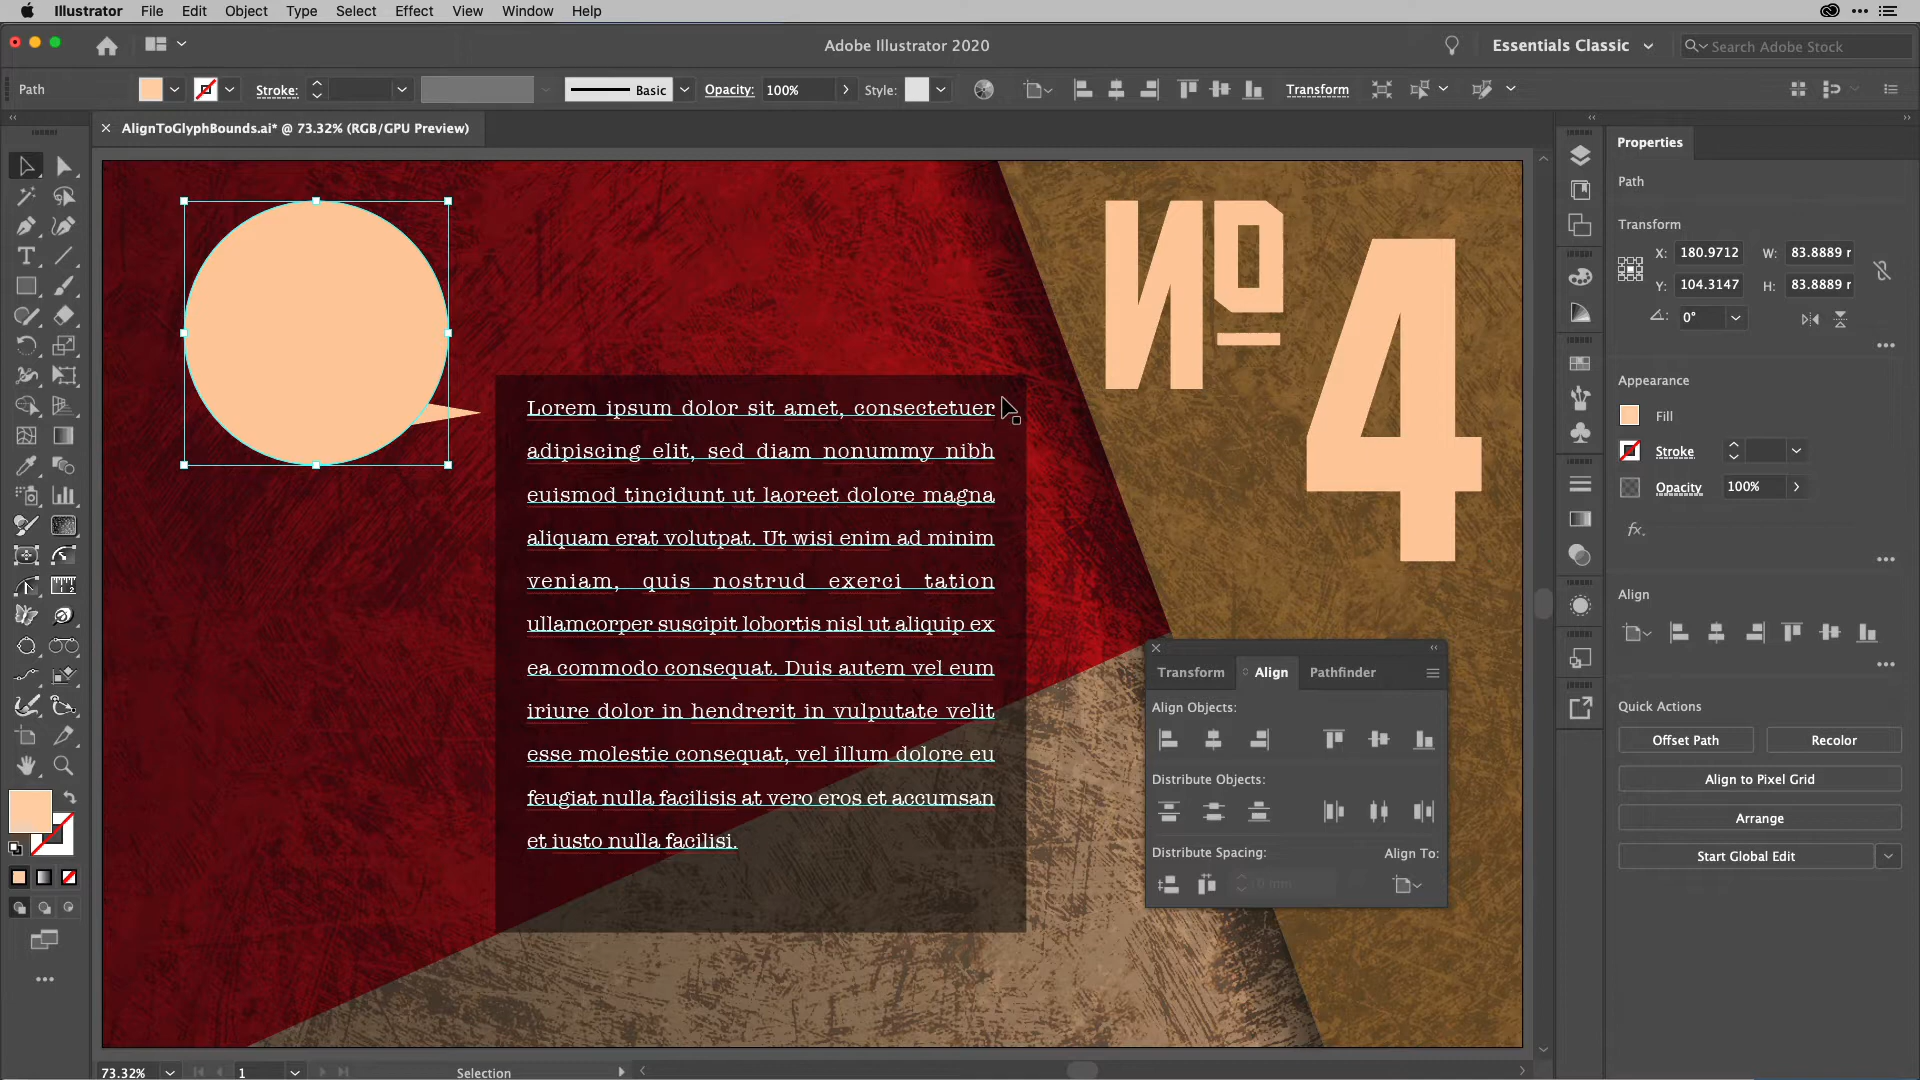 Illustrator File Edit Object Type Select Effect View Window Help
Adobe Illustrator 2020
Essentials Classic
Search Adobe Stock
Path
Stroke:
Basic
Opacity: 100%
Style:
Transform
× AlignToGlyphBounds.ai* @ 73.32% (RGB/GPU Preview)
Properties
Path
Transform
X: 180.9712 W: 83.8889 r
Y: 104.3147 H: 83.8889 r
0°
Appearance
Fill
Stroke
Opacity 100%
fx.
Align
Quick Actions
Offset Path
Recolor
Align to Pixel Grid
Arrange
Start Global Edit
№
4
Lorem ipsum dolor sit amet, consectetuer
adipiscing elit, sed diam nonummy nibh
euismod tincidunt ut laoreet dolore magna
aliquam erat volutpat. Ut wisi enim ad minim
veniam, quis nostrud exerci tation
ullamcorper suscipit lobortis nisl ut aliquip ex
ea commodo consequat. Duis autem vel eum
iriure dolor in hendrerit in vulputate velit
esse molestie consequat, vel illum dolore eu
feugiat nulla facilisis at vero eros et accumsan
et iusto nulla facilisi.
Transform Align Pathfinder
Align Objects:
Distribute Objects:
Distribute Spacing: Align To:
0 mm
73.32% 1 Selection